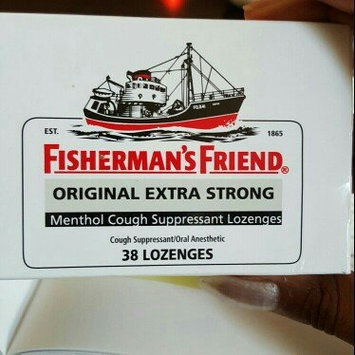 EST. 1865
FISHERMAN'S FRIEND®
ORIGINAL EXTRA STRONG
Menthol Cough Suppressant Lozenges
Cough Suppressant/Oral Anesthetic
38 LOZENGES